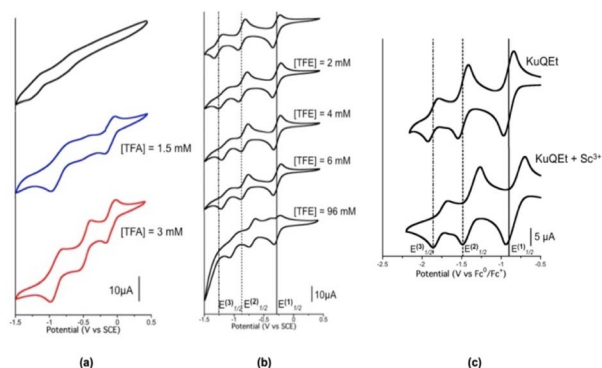 [TFA] = 1.5 mM
[TFA] = 3 mM
10µA
-1.5 -1 -0.5 0 0.5
Potential (V vs SCE)
(a)
[TFE] = 2 mM
[TFE] = 4 mM
[TFE] = 6 mM
[TFE] = 96 mM
10µA
E(3)1/2 E(2)1/2 E(1)1/2
-1.5 -1 -0.5 0 0.5
Potential (V vs SCE)
(b)
KuQEt
KuQEt + Sc3+
5 µA
E(3)1/2 E(2)1/2 E(1)1/2
-2.5 -2 -1.5 -1 -0.5
Potential (V vs Fc0/Fc+)
(c)